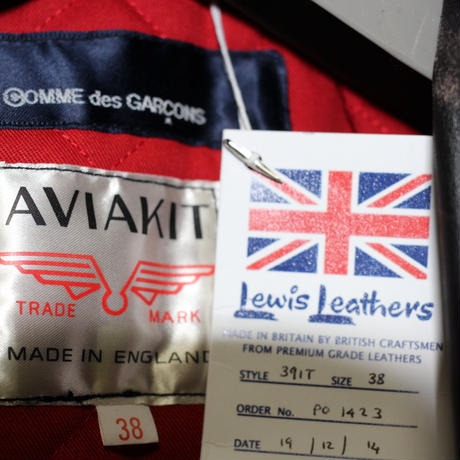 COMME des GARÇONS
AVIAKIT
TRADE MARK
MADE IN ENGLAND
38
Lewis Leathers
MADE IN BRITAIN BY BRITISH CRAFTSMEN
FROM PREMIUM GRADE LEATHERS
STYLE 391T SIZE 38
ORDER No. PO 1423
DATE 19 / 12 / 14